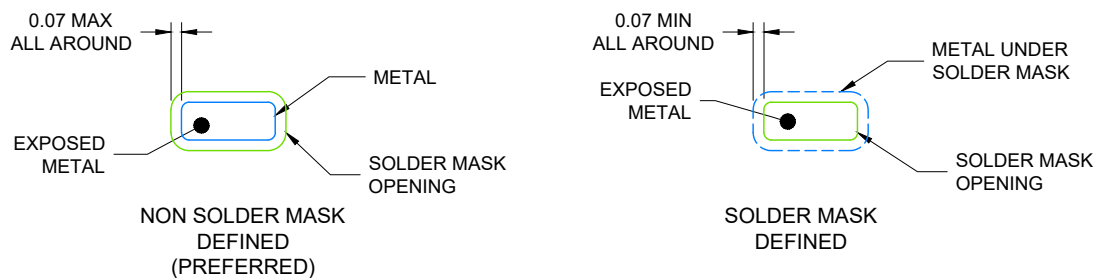 0.07 MAX
ALL AROUND
METAL
EXPOSED
METAL
SOLDER MASK
OPENING
NON SOLDER MASK
DEFINED
(PREFERRED)
0.07 MIN
ALL AROUND
METAL UNDER
SOLDER MASK
EXPOSED
METAL
SOLDER MASK
OPENING
SOLDER MASK
DEFINED